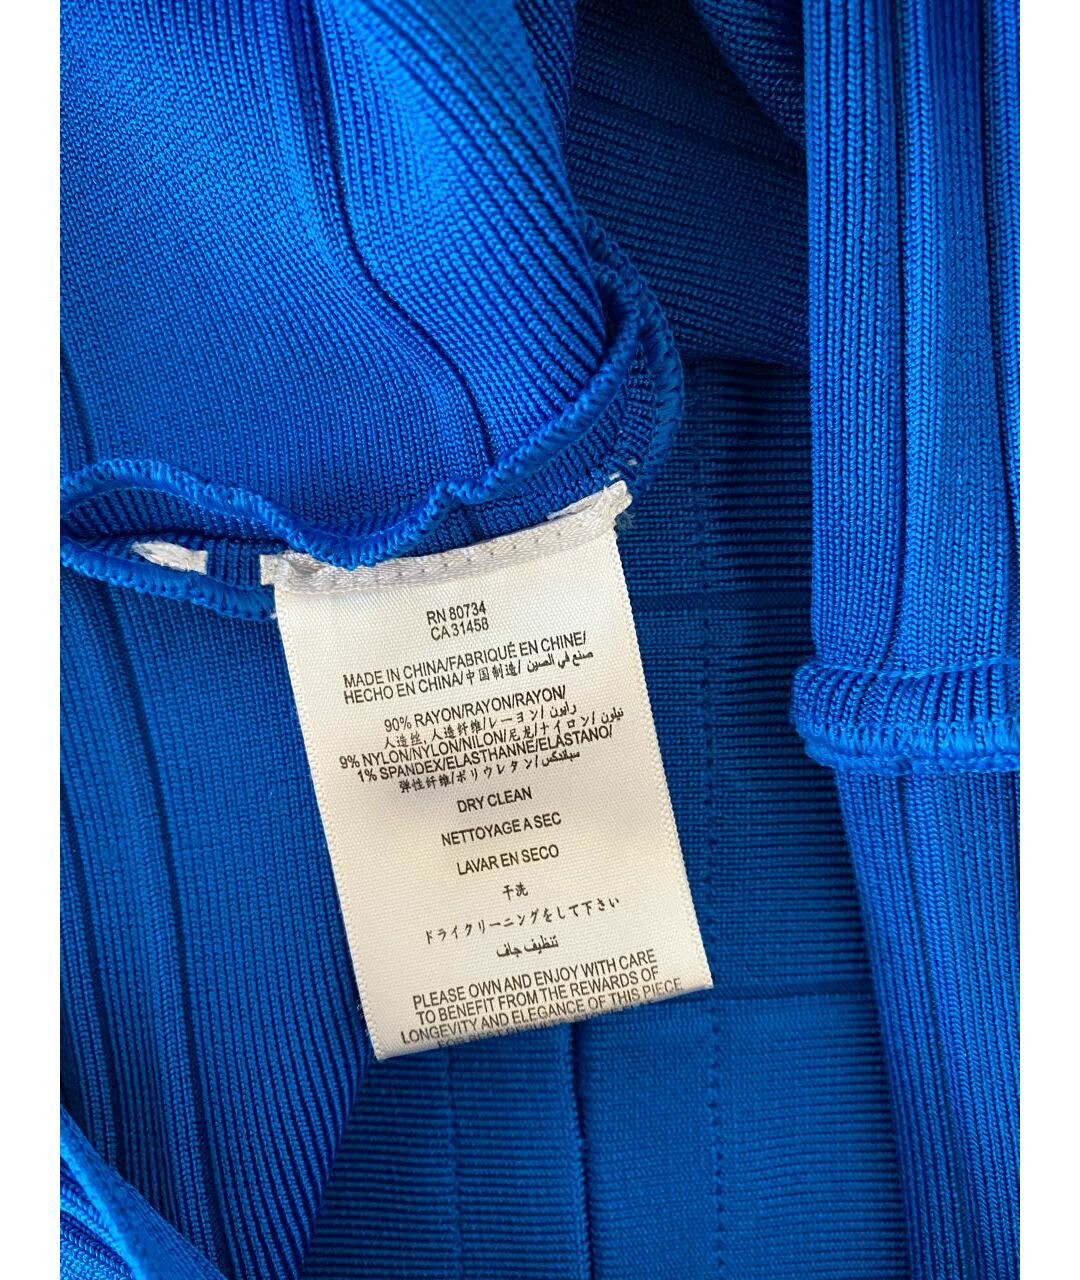 RN 80734
CA 31458
MADE IN CHINA/FABRIQUÉ EN CHINE/
HECHO EN CHINA/中国制造/ صنع في الصين
90% RAYON/RAYON/RAYON/
人造丝, 人造纤维/レーヨン/ رايون
9% NYLON/NYLON/NILON/尼龙/ナイロン/ نيلون
1% SPANDEX/ELASTHANNE/ELASTANO/
弹性纤维/ポリウレタン/ سباندكس
DRY CLEAN
NETTOYAGE A SEC
LAVAR EN SECO
干洗
ドライクリーニングをして下さい
تنظيف جاف
PLEASE OWN AND ENJOY WITH CARE
TO BENEFIT FROM THE REWARDS OF
LONGEVITY AND ELEGANCE OF THIS PIECE